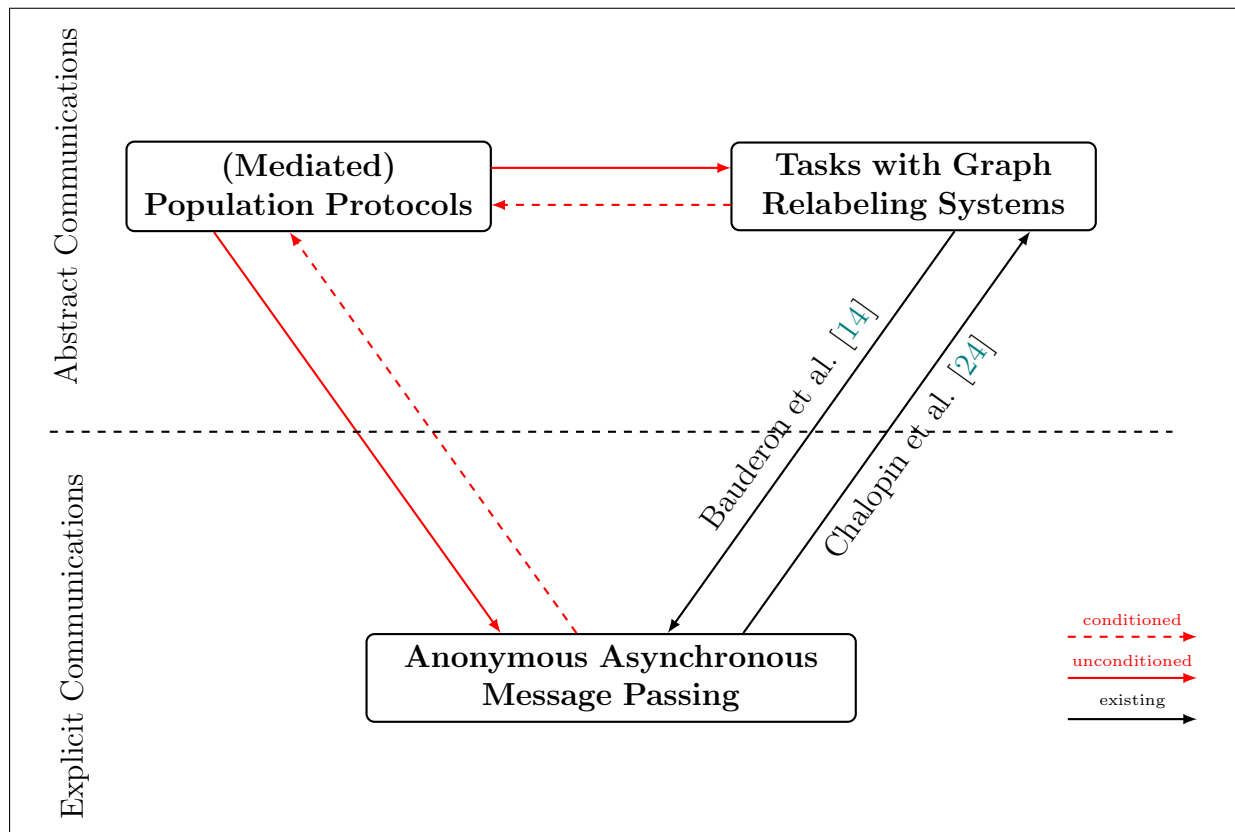 Abstract Communications
(Mediated)
Population Protocols
Tasks with Graph
Relabeling Systems
Bauderon et al. [14]
Chalopin et al. [24]
Explicit Communications
Anonymous Asynchronous
Message Passing
conditioned
unconditioned
existing